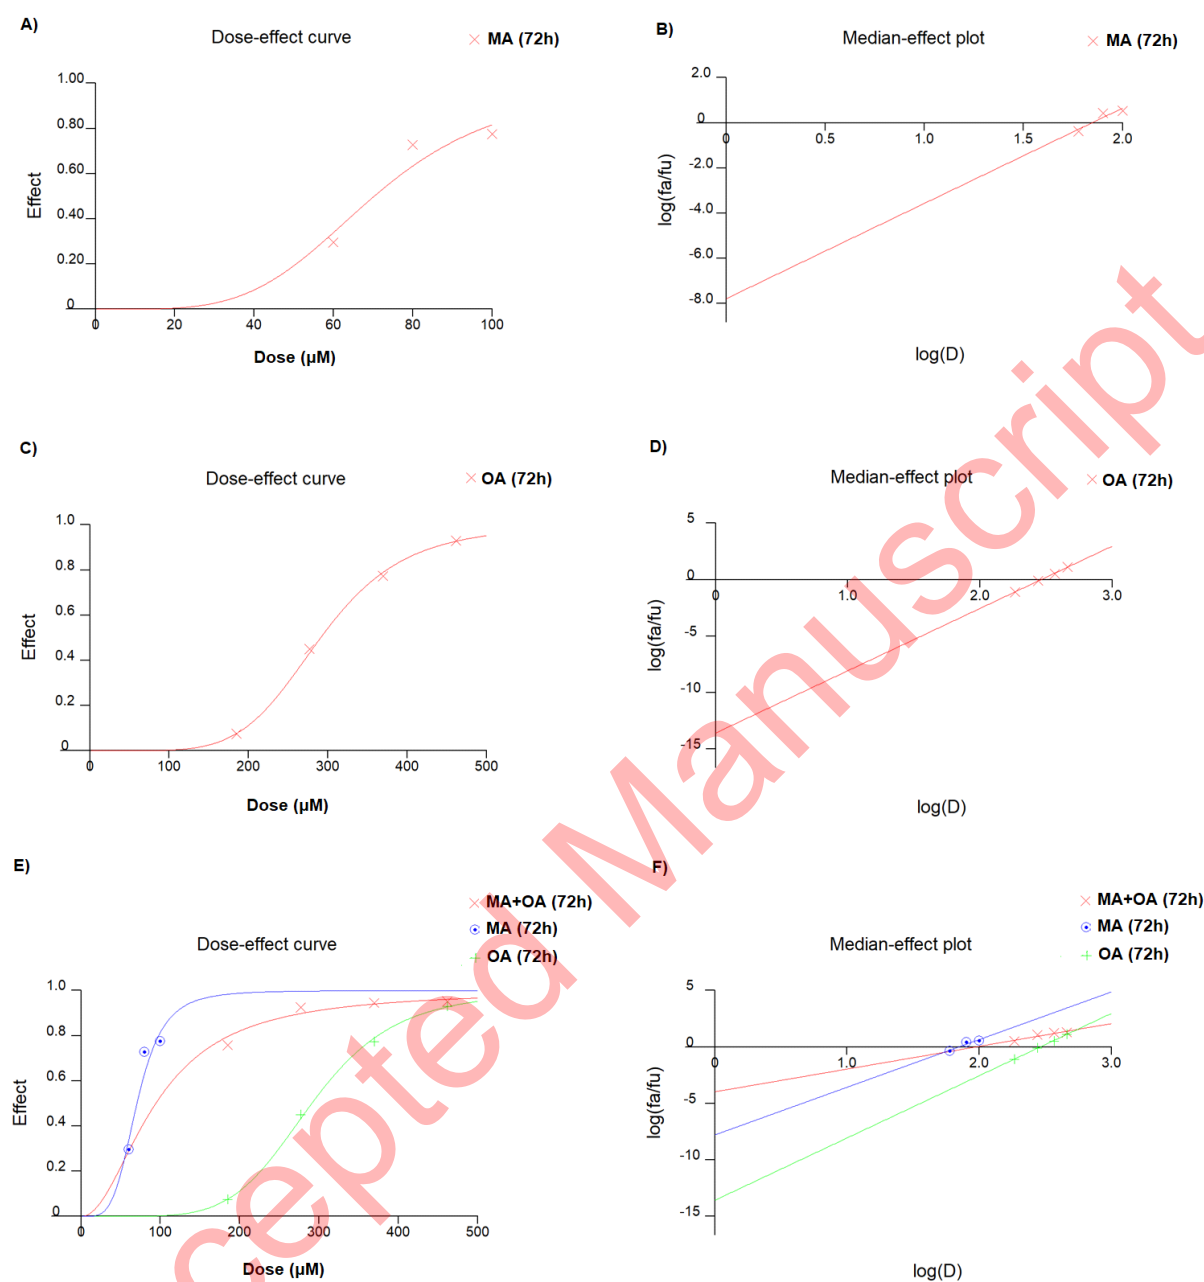 A)
Dose-effect curve
MA (72h)
1.00
0.80
Effect
0.40
0.20
0
0
20
40
60
80
100
Dose (µM)
B)
Median-effect plot
MA (72h)
2.0
0
0
0.5
1.0
1.5
2.0
log(fa/fu)
-2.0
-4.0
-6.0
-8.0
log(D)
C)
Dose-effect curve
OA (72h)
1.0
0.8
0.6
Effect
0.4
0.2
0
0
100
200
300
400
500
Dose (µM)
D)
Median-effect plot
OA (72h)
5
0
0
1.0
2.0
3.0
log(fa/fu)
-5
-10
-15
log(D)
E)
MA+OA (72h)
MA (72h)
OA (72h)
Dose-effect curve
1.0
0.8
0.6
Effect
0.4
0.2
0
0
100
200
300
400
500
Dose (µM)
F)
MA+OA (72h)
MA (72h)
OA (72h)
Median-effect plot
5
0
0
1.0
2.0
3.0
log(fa/fu)
-5
-10
-15
log(D)
cepted Manuscript